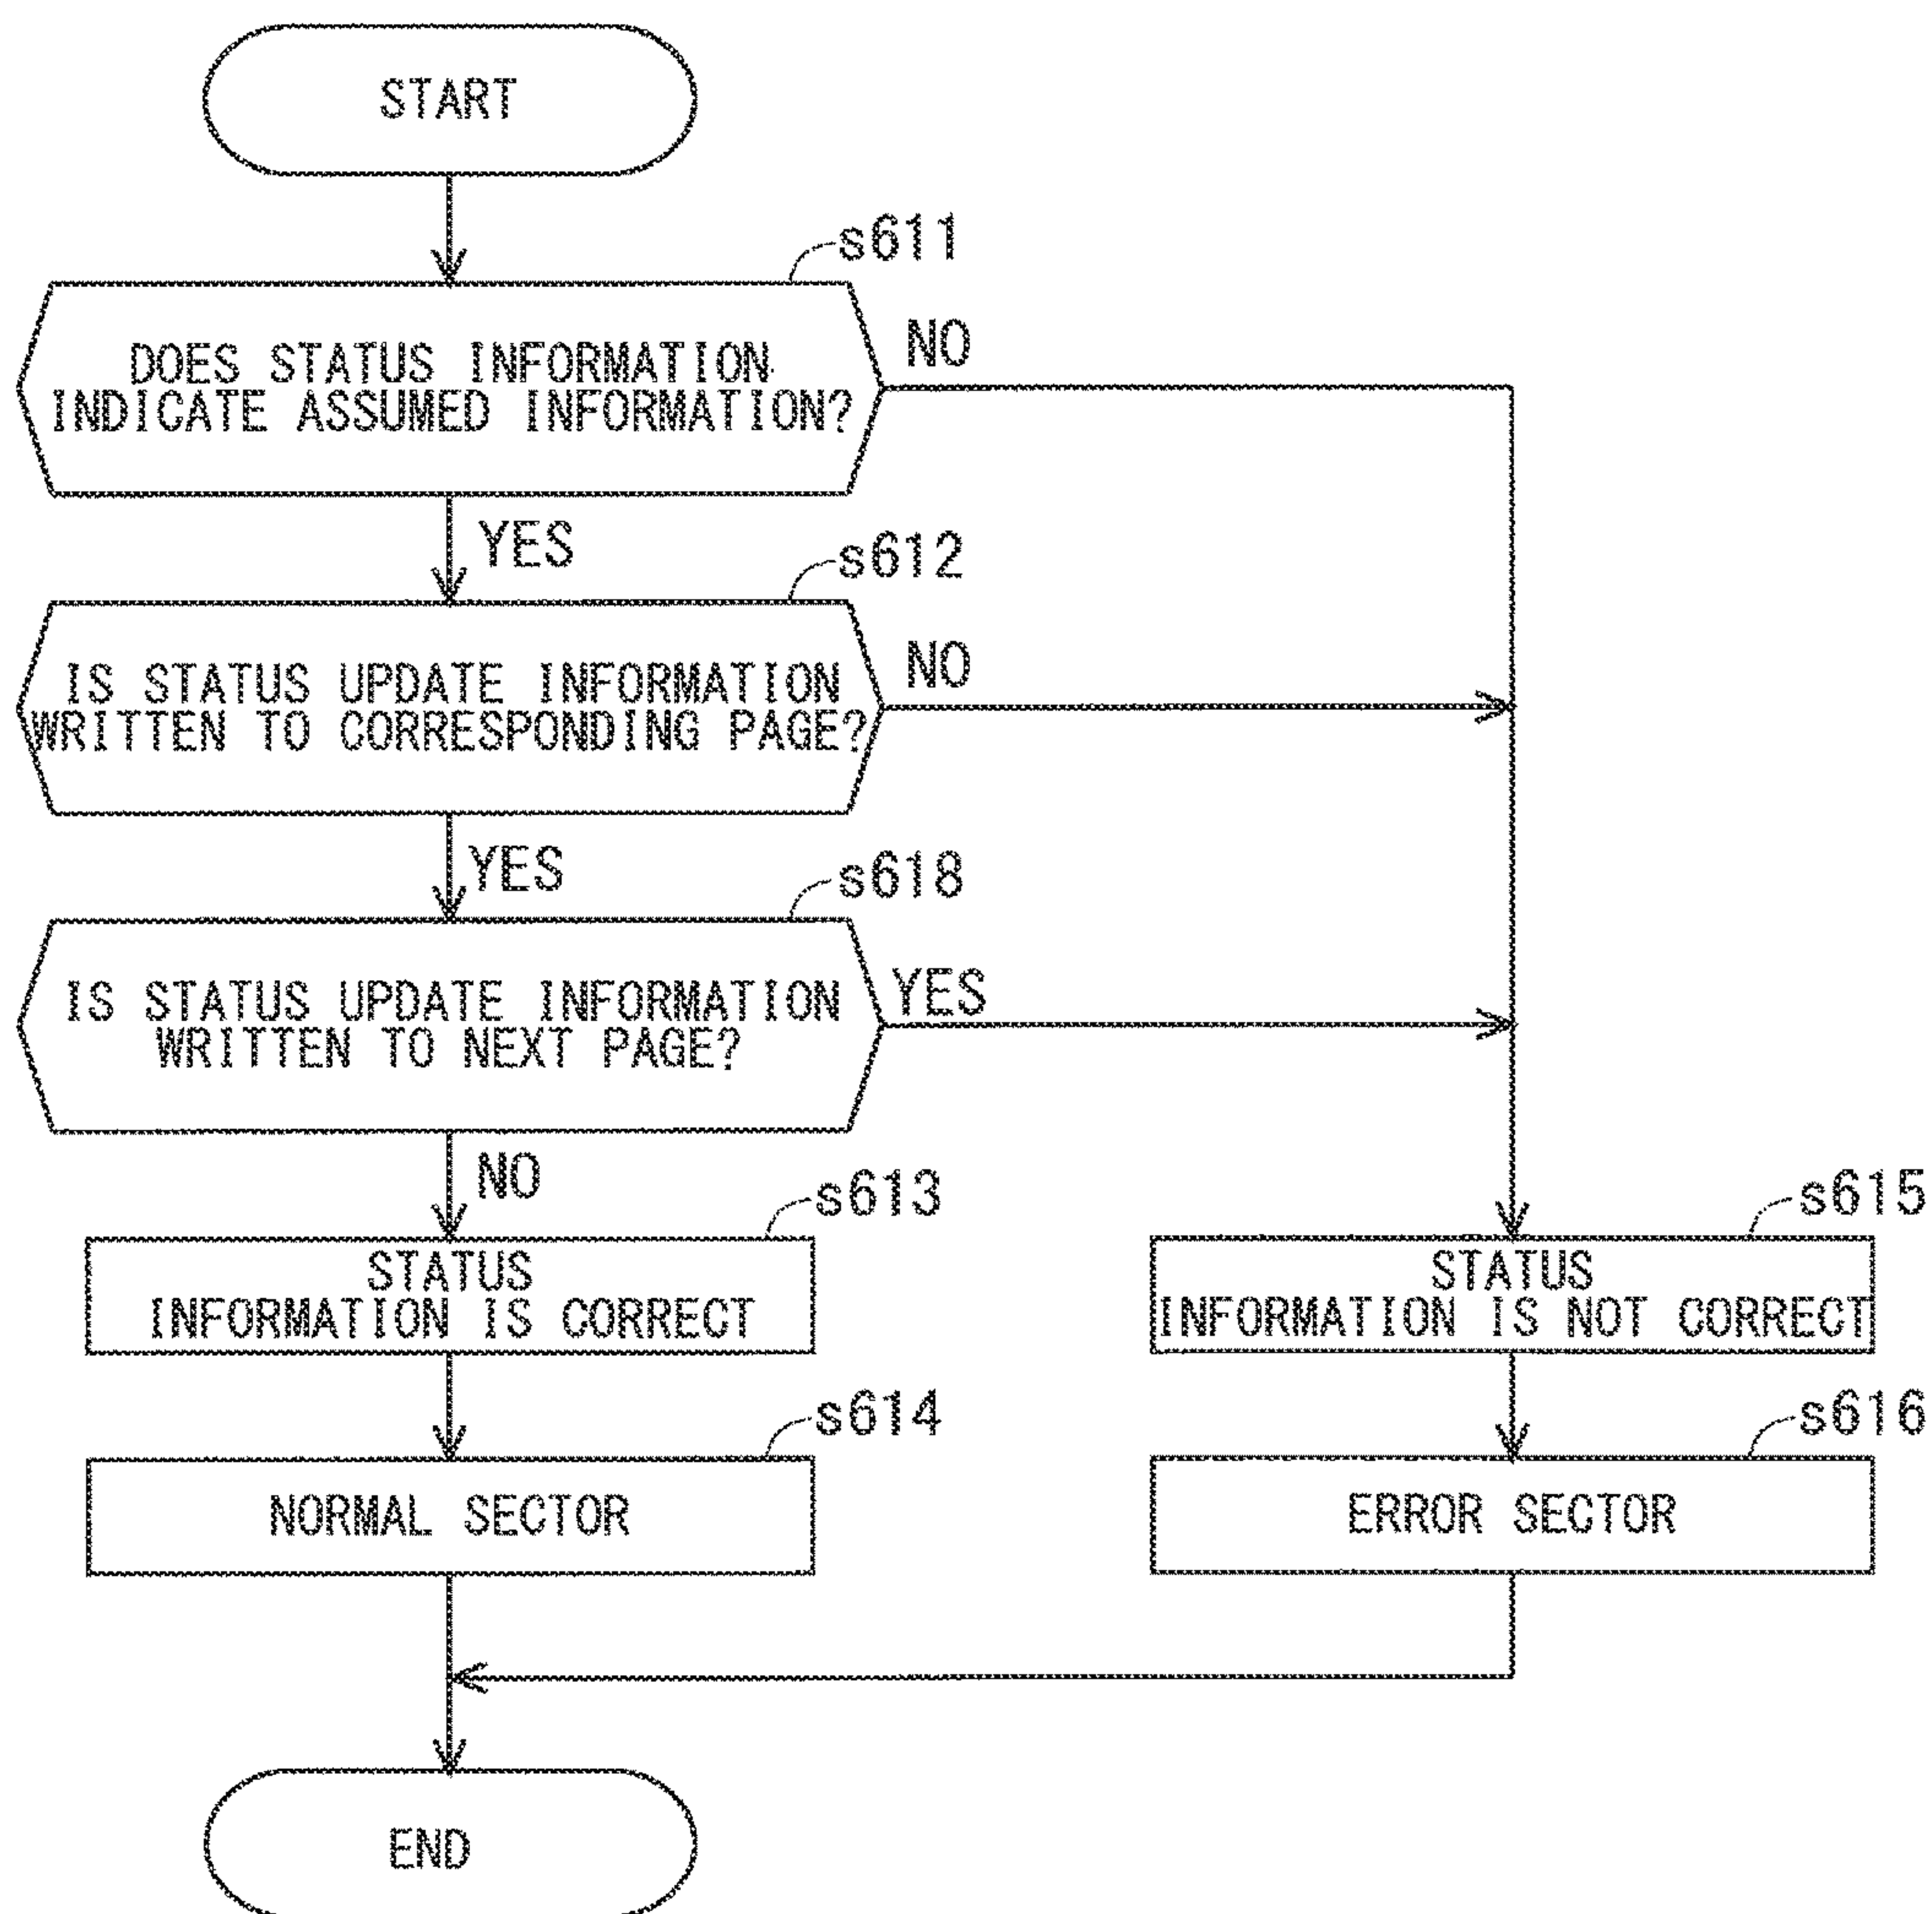 START
s611
DOES STATUS INFORMATION
INDICATE ASSUMED INFORMATION?
NO
YES
s612
IS STATUS UPDATE INFORMATION
WRITTEN TO CORRESPONDING PAGE?
NO
YES
s618
IS STATUS UPDATE INFORMATION
WRITTEN TO NEXT PAGE?
YES
NO
s613
STATUS
INFORMATION IS CORRECT
s615
STATUS
INFORMATION IS NOT CORRECT
s614
NORMAL SECTOR
s616
ERROR SECTOR
END